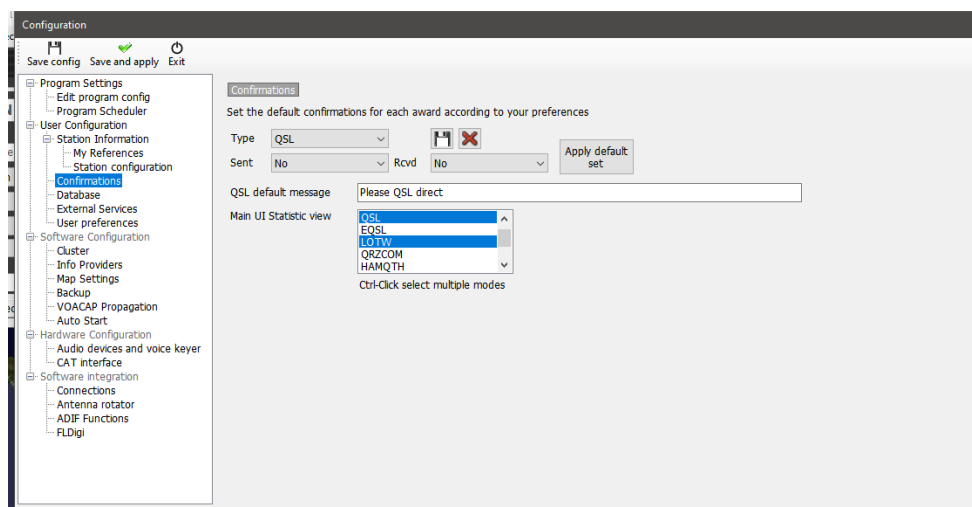 Configuration
Save config Save and apply Exit
Program Settings
Edit program config
Program Scheduler
User Configuration
Station Information
My References
Station configuration
Confirmations
Database
External Services
User preferences
Software Configuration
Cluster
Info Providers
Map Settings
Backup
VOACAP Propagation
Auto Start
Hardware Configuration
Audio devices and voice keyer
CAT interface
Software integration
Connections
Antenna rotator
ADIF Functions
FLDigi
Confirmations
Set the default confirmations for each award according to your preferences
Type QSL
Sent No Rcvd No
Apply default
set
QSL default message Please QSL direct
Main UI Statistic view
QSL
EQSL
LOTW
QRZCOM
HAMQTH
Ctrl-Click select multiple modes